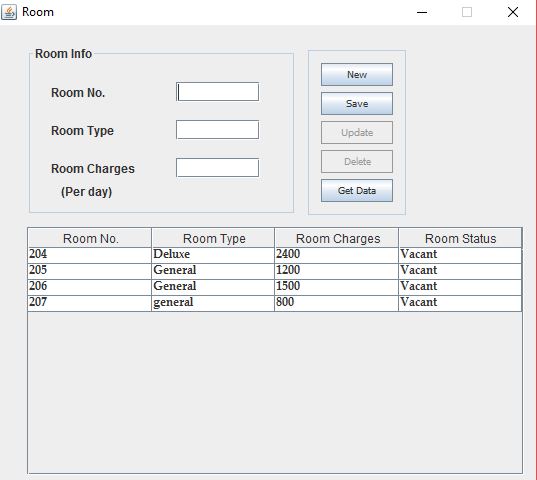 Room
Room Info
Room No.
Room Type
Room Charges
(Per day)
New
Save
Update
Delete
Get Data
Room No. Room Type Room Charges Room Status
204 Deluxe 2400 Vacant
205 General 1200 Vacant
206 General 1500 Vacant
207 general 800 Vacant